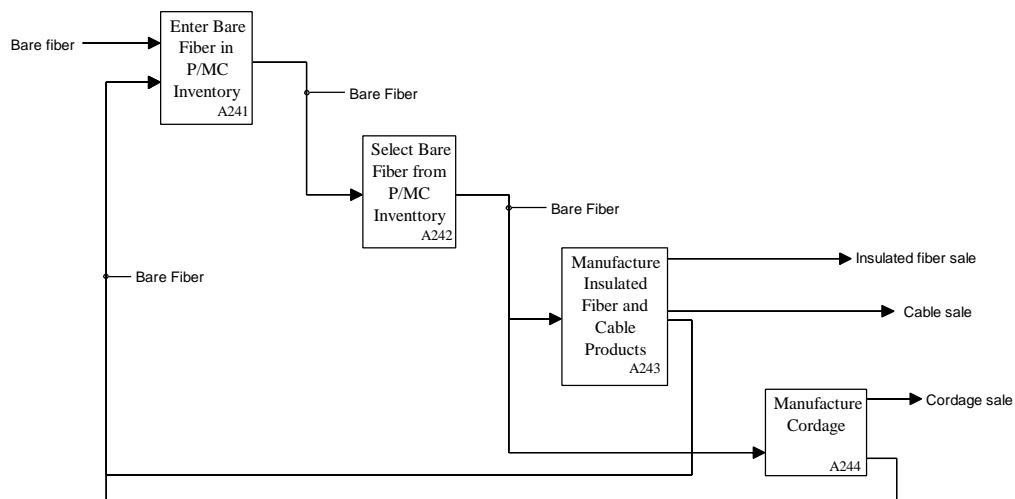 Bare fiber
Enter Bare
Fiber in
P/MC
Inventory
A241
Bare Fiber
Select Bare
Fiber from
P/MC
Inventtory
A242
Bare Fiber
Bare Fiber
Manufacture
Insulated
Fiber and
Cable
Products
A243
Insulated fiber sale
Cable sale
Manufacture
Cordage
A244
Cordage sale